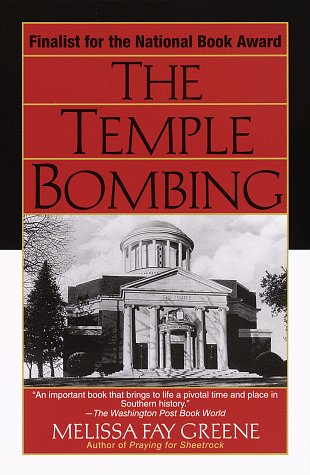 Finalist for the National Book Award
THE
TEMPLE
BOMBING
THE TEMPLE
"An important book that brings to life a pivotal time and place in
Southern history."
—The Washington Post Book World
MELISSA FAY GREENE
Author of Praying for Sheetrock